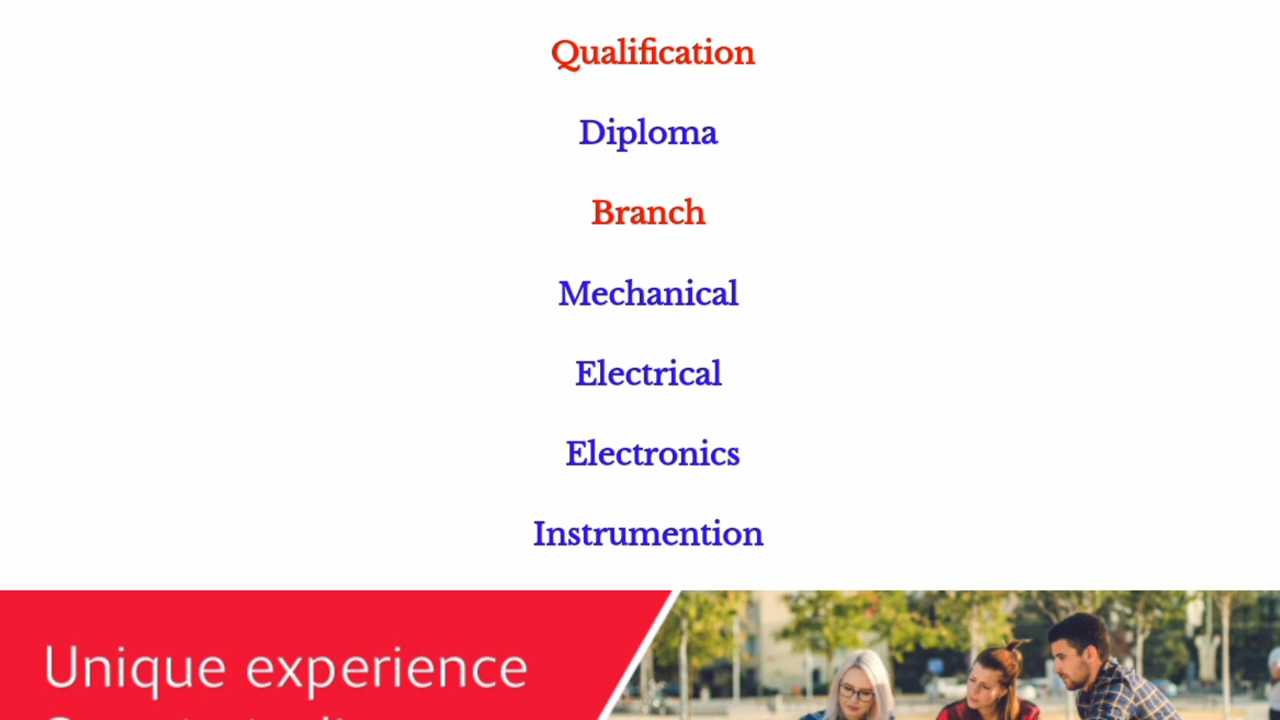 Qualification
Diploma
Branch
Mechanical
Electrical
Electronics
Instrumention
Unique experience